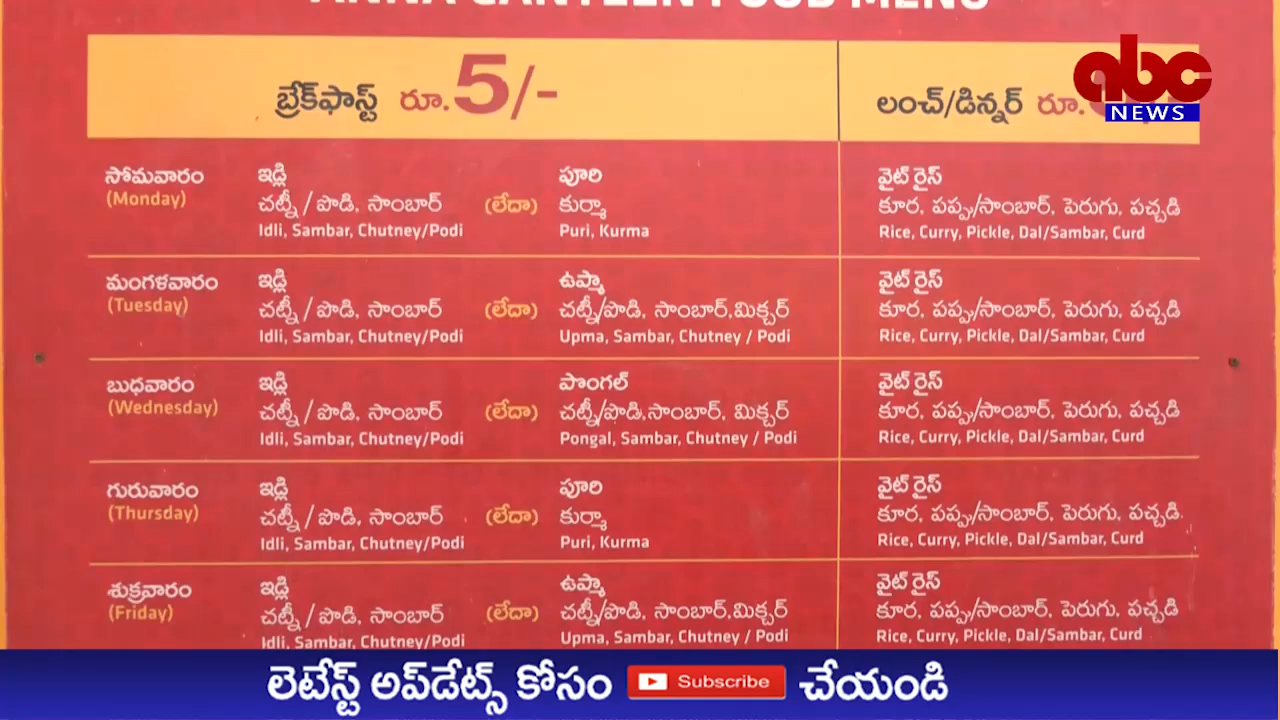 ANNA CANTEEN FOOD MENU
బ్రేక్‌ఫాస్ట్ రూ.5/-
లంచ్/డిన్నర్ రూ.
abc
NEWS
సోమవారం
(Monday)
ఇడ్లి
చట్నీ / పొడి, సాంబార్
Idli, Sambar, Chutney/Podi
(లేదా)
పూరి
కుర్మా
Puri, Kurma
వైట్ రైస్
కూర, పప్పు/సాంబార్, పెరుగు, పచ్చడి
Rice, Curry, Pickle, Dal/Sambar, Curd
మంగళవారం
(Tuesday)
ఇడ్లి
చట్నీ / పొడి, సాంబార్
Idli, Sambar, Chutney/Podi
(లేదా)
ఉప్మా
చట్నీ/పొడి, సాంబార్.మిక్చర్
Upma, Sambar, Chutney / Podi
వైట్ రైస్
కూర, పప్పు/సాంబార్, పెరుగు, పచ్చడి
Rice, Curry, Pickle, Dal/Sambar, Curd
బుధవారం
(Wednesday)
ఇడ్లి
చట్నీ / పొడి, సాంబార్
Idli, Sambar, Chutney/Podi
(లేదా)
పొంగల్
చట్నీ/పొడి.సాంబార్, మిక్చర్
Pongal, Sambar, Chutney / Podi
వైట్ రైస్
కూర, పప్పు/సాంబార్, పెరుగు, పచ్చడి
Rice, Curry, Pickle, Dal/Sambar, Curd
గురువారం
(Thursday)
ఇడ్లి
చట్నీ / పొడి, సాంబార్
Idli, Sambar, Chutney/Podi
(లేదా)
పూరి
కుర్మా
Puri, Kurma
వైట్ రైస్
కూర, పప్పు/సాంబార్, పెరుగు, పచ్చడి.
Rice, Curry, Pickle, Dal/Sambar, Curd
శుక్రవారం
(Friday)
ఇడ్లి
చట్నీ / పొడి, సాంబార్
Idli, Sambar, Chutney/Podi
(లేదా)
ఉప్మా
చట్నీ/పొడి, సాంబార్.మిక్చర్
Upma, Sambar, Chutney / Podi
వైట్ రైస్
కూర, పప్పు/సాంబార్, పెరుగు, పచ్చడి
Rice, Curry, Pickle, Dal/Sambar, Curd
లెటేస్ట్ అప్‌డేట్స్ కోసం Subscribe చేయండి